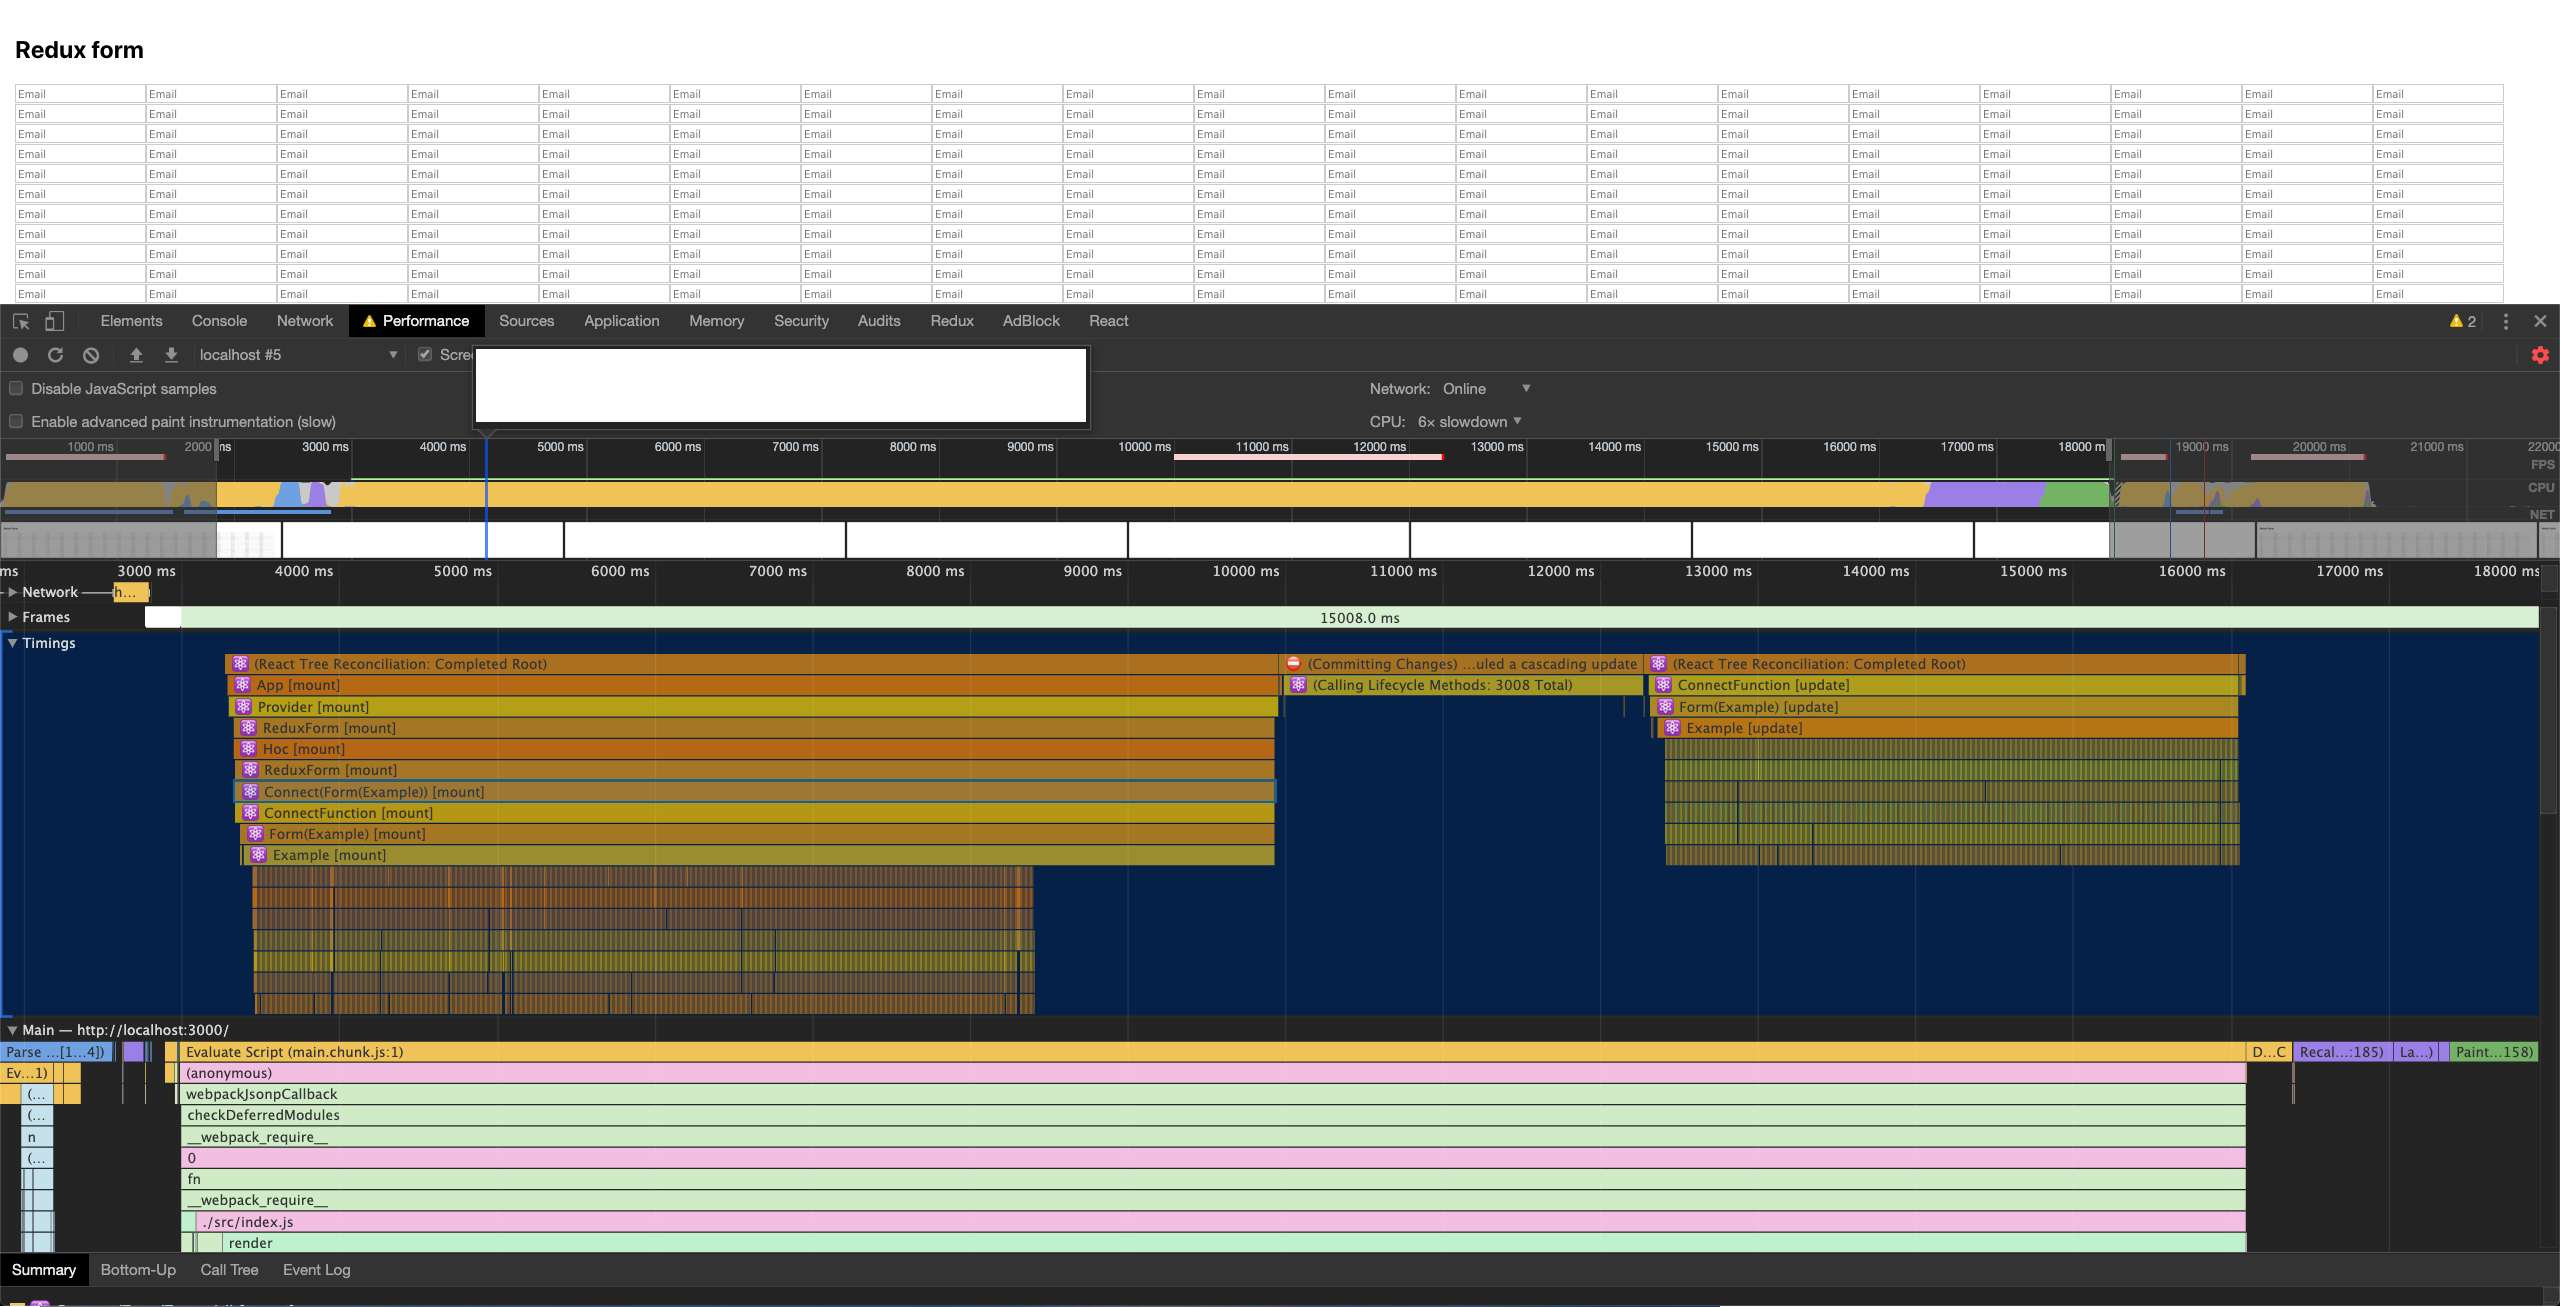 Redux form
Email Email Email Email Email Email Email Email Email Email Email Email Email Email Email Email Email Email Email
Email Email Email Email Email Email Email Email Email Email Email Email Email Email Email Email Email Email Email
Email Email Email Email Email Email Email Email Email Email Email Email Email Email Email Email Email Email Email
Email Email Email Email Email Email Email Email Email Email Email Email Email Email Email Email Email Email Email
Email Email Email Email Email Email Email Email Email Email Email Email Email Email Email Email Email Email Email
Email Email Email Email Email Email Email Email Email Email Email Email Email Email Email Email Email Email Email
Email Email Email Email Email Email Email Email Email Email Email Email Email Email Email Email Email Email Email
Email Email Email Email Email Email Email Email Email Email Email Email Email Email Email Email Email Email Email
Email Email Email Email Email Email Email Email Email Email Email Email Email Email Email Email Email Email Email
Email Email Email Email Email Email Email Email Email Email Email Email Email Email Email Email Email Email Email
Email Email Email Email Email Email Email Email Email Email Email Email Email Email Email Email Email Email Email
Elements Console Network Performance Sources Application Memory Security Audits Redux AdBlock React 2
localhost #5 Scre
Disable JavaScript samples Network: Online
Enable advanced paint instrumentation (slow) CPU: 6× slowdown
1000 ms 2000 ms 3000 ms 4000 ms 5000 ms 6000 ms 7000 ms 8000 ms 9000 ms 10000 ms 11000 ms 12000 ms 13000 ms 14000 ms 15000 ms 16000 ms 17000 ms 18000 m 19000 ms 20000 ms 21000 ms 22000
FPS
CPU
NET
ms 3000 ms 4000 ms 5000 ms 6000 ms 7000 ms 8000 ms 9000 ms 10000 ms 11000 ms 12000 ms 13000 ms 14000 ms 15000 ms 16000 ms 17000 ms 18000 ms
Network h...
Frames 15008.0 ms
Timings
(React Tree Reconciliation: Completed Root) (Committing Changes) ...uled a cascading update (React Tree Reconciliation: Completed Root)
App [mount] (Calling Lifecycle Methods: 3008 Total) ConnectFunction [update]
Provider [mount] Form(Example) [update]
ReduxForm [mount] Example [update]
Hoc [mount]
ReduxForm [mount]
Connect(Form(Example)) [mount]
ConnectFunction [mount]
Form(Example) [mount]
Example [mount]
Main — http://localhost:3000/
Parse ...[1...4]) Evaluate Script (main.chunk.js:1) D...C Recal...:185) La...) Paint...158)
Ev...1) (anonymous)
(... webpackJsonpCallback
(... checkDeferredModules
n __webpack_require__
(... 0
fn
__webpack_require__
./src/index.js
render
Summary Bottom-Up Call Tree Event Log